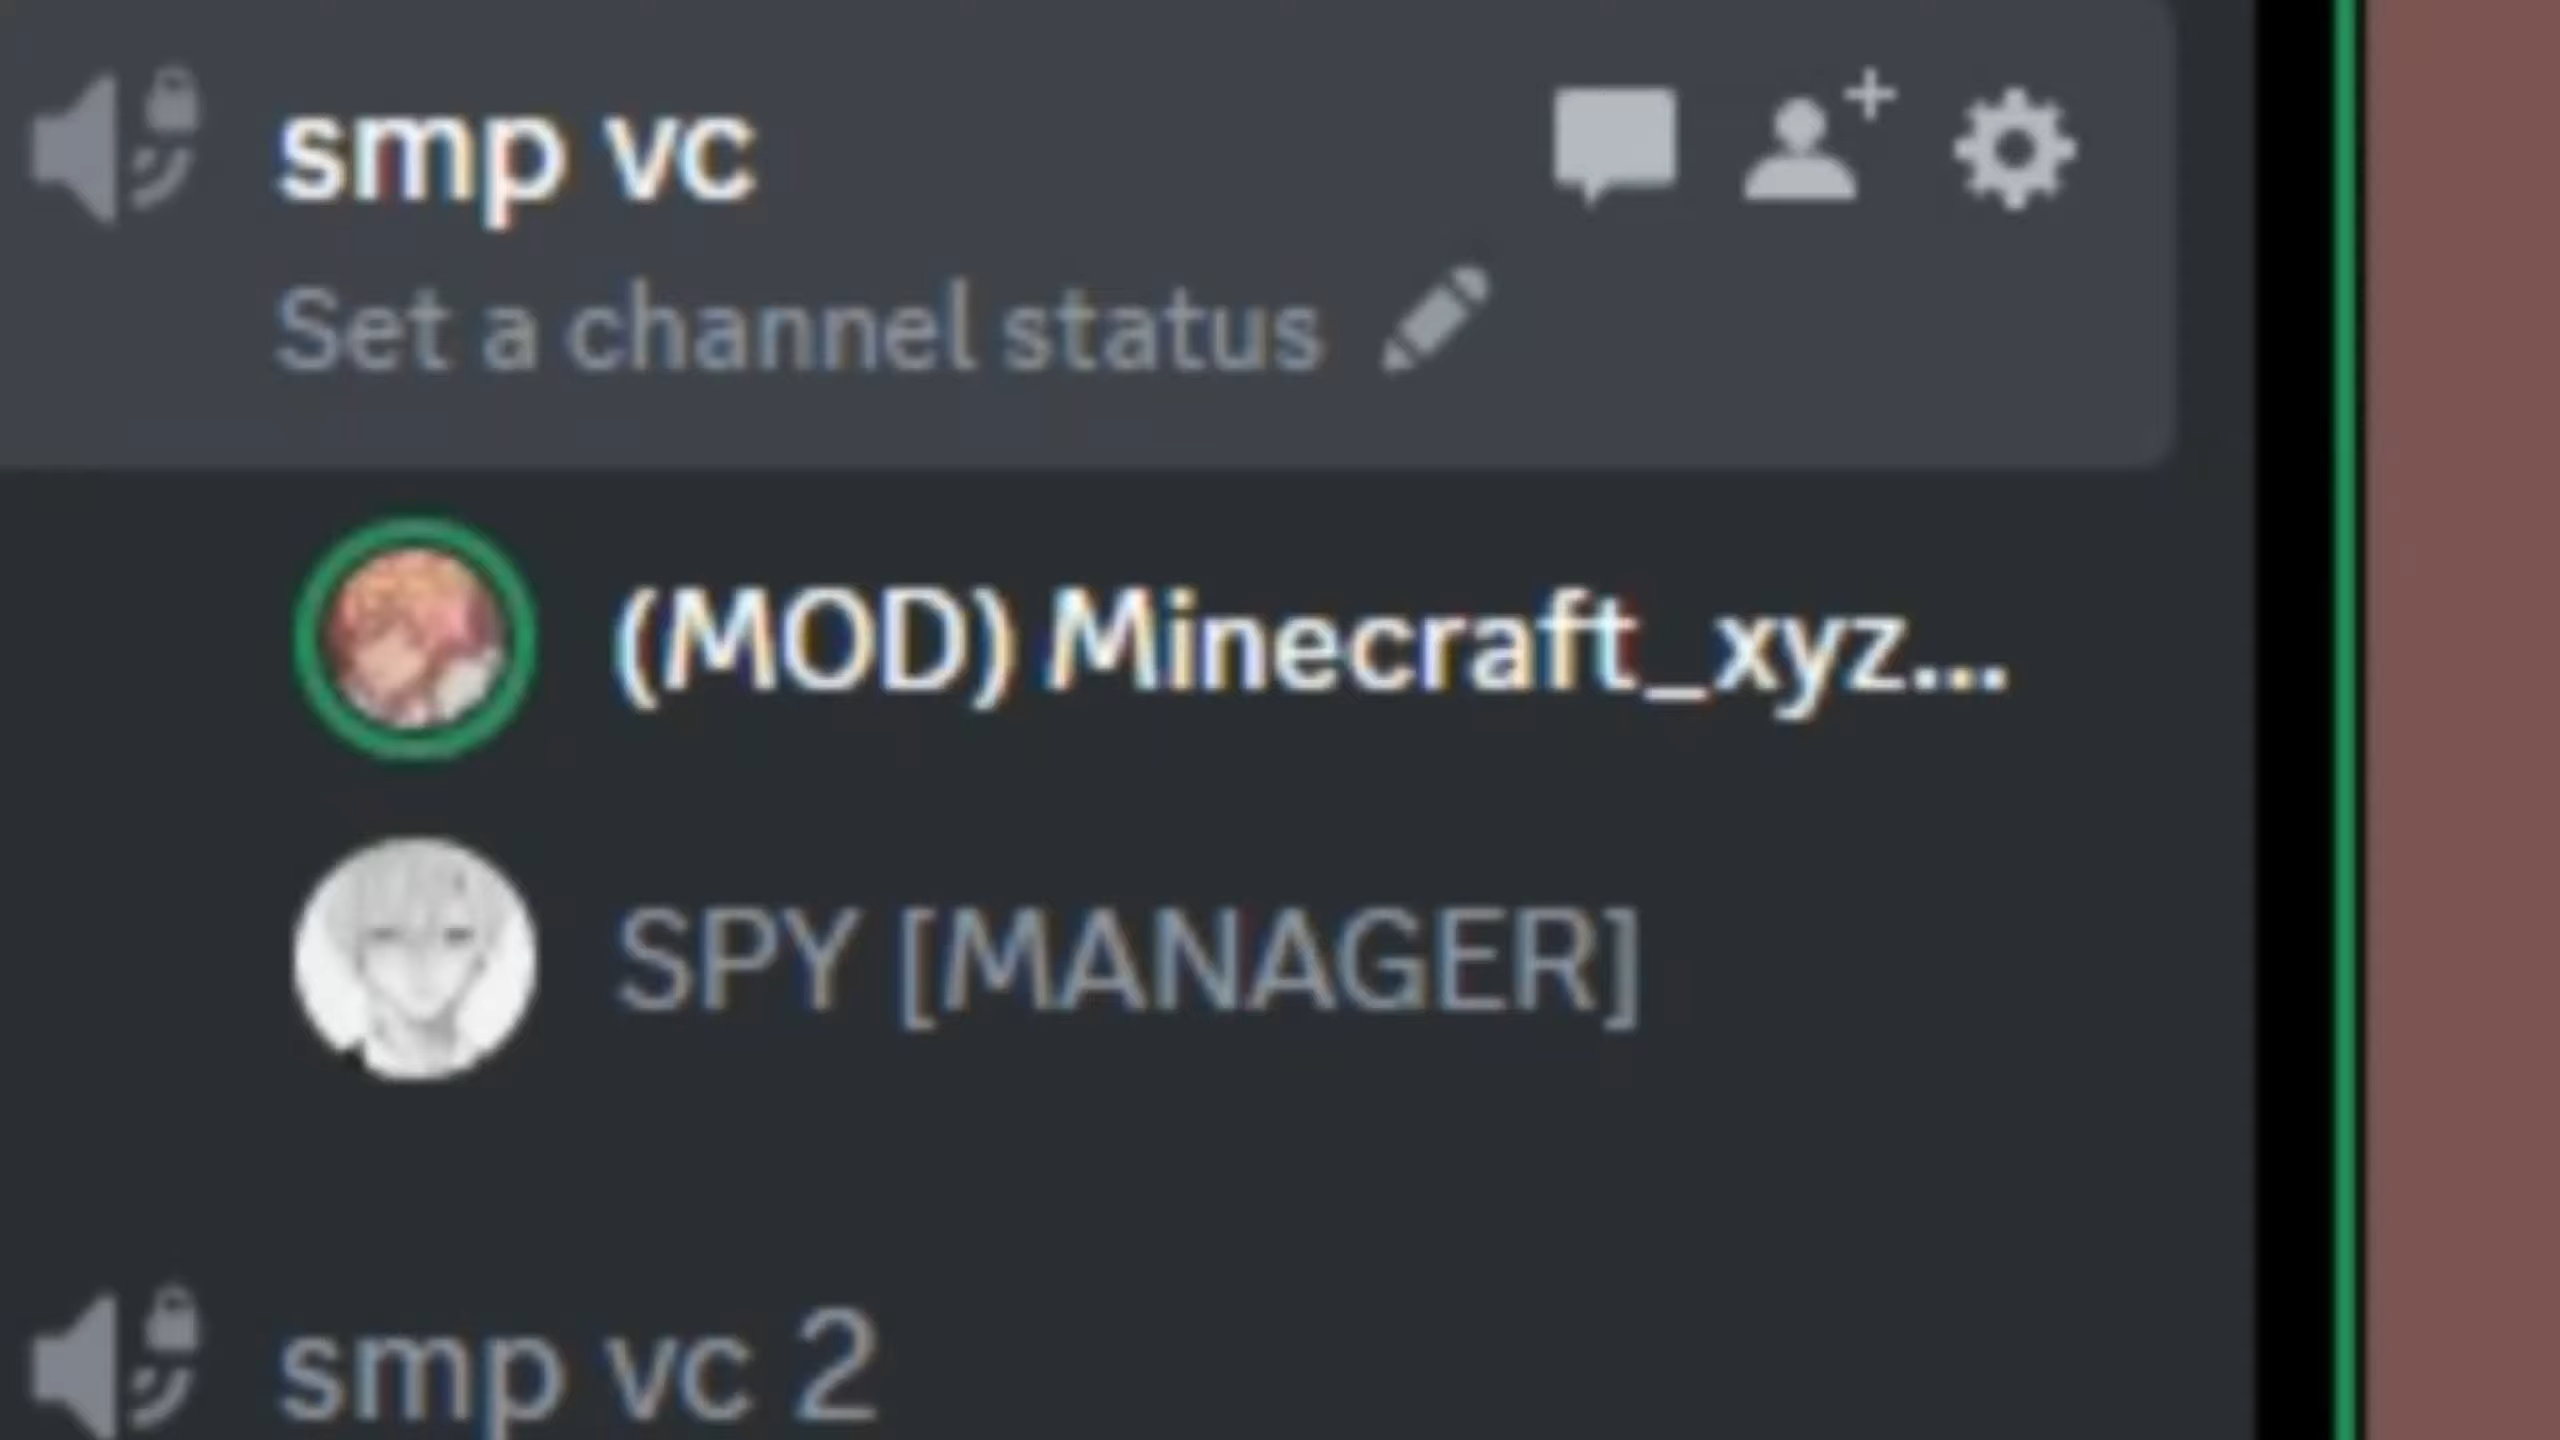 smp vc
Set a channel status
(MOD) Minecraft_xyz...
SPY [MANAGER]
smp vc 2